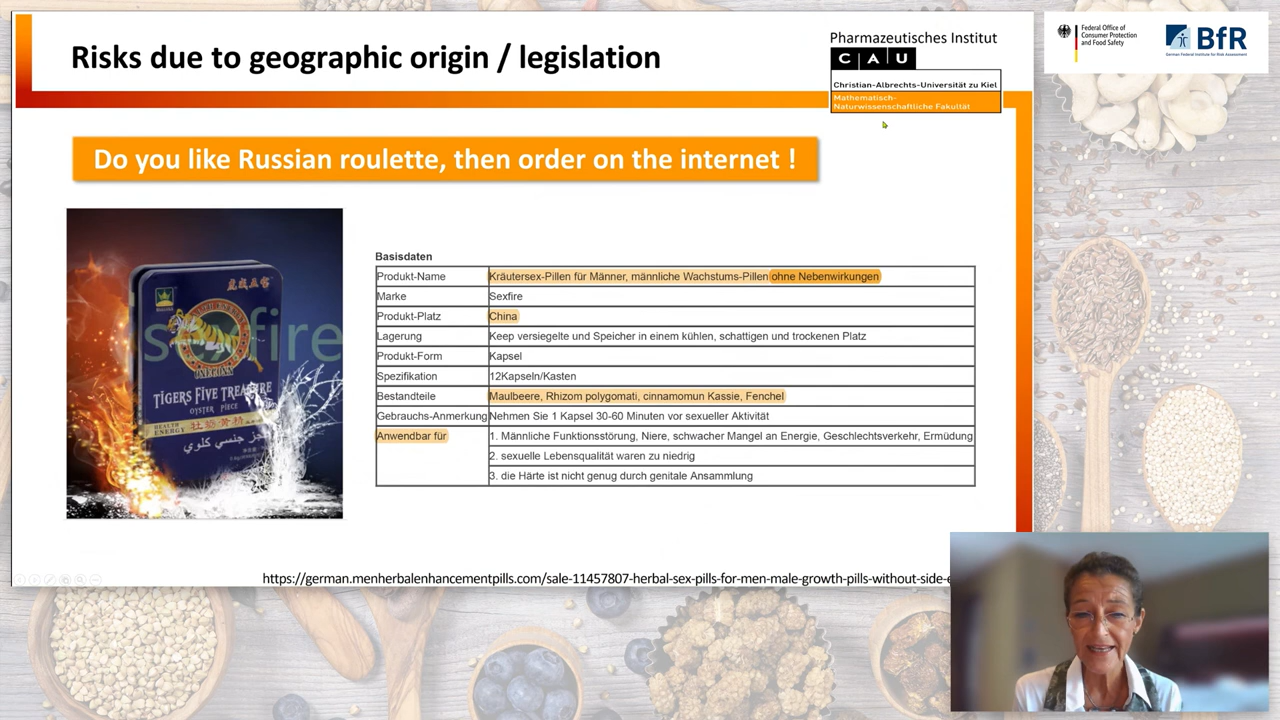 Risks due to geographic origin / legislation
Pharmazeutisches Institut
C A U
Christian-Albrechts-Universität zu Kiel
Mathematisch-
Naturwissenschaftliche Fakultät
Federal Office of
Consumer Protection
and Food Safety
BfR
German Federal Institute for Risk Assessment
Do you like Russian roulette, then order on the internet !
sexfire
TIGERS FIVE TREASURE
OYSTER PIECE
HEALTH
ENERGY
Basisdaten
Produkt-Name Kräutersex-Pillen für Männer, männliche Wachstums-Pillen ohne Nebenwirkungen
Marke Sexfire
Produkt-Platz China
Lagerung Keep versiegelte und Speicher in einem kühlen, schattigen und trockenen Platz
Produkt-Form Kapsel
Spezifikation 12Kapseln/Kasten
Bestandteile Maulbeere, Rhizom polygomati, cinnamomun Kassie, Fenchel
Gebrauchs-Anmerkung Nehmen Sie 1 Kapsel 30-60 Minuten vor sexueller Aktivität
Anwendbar für 1. Männliche Funktionsstörung, Niere, schwacher Mangel an Energie, Geschlechtsverkehr, Ermüdung
2. sexuelle Lebensqualität waren zu niedrig
3. die Härte ist nicht genug durch genitale Ansammlung
https://german.menherbalenhancementpills.com/sale-11457807-herbal-sex-pills-for-men-male-growth-pills-without-side-e